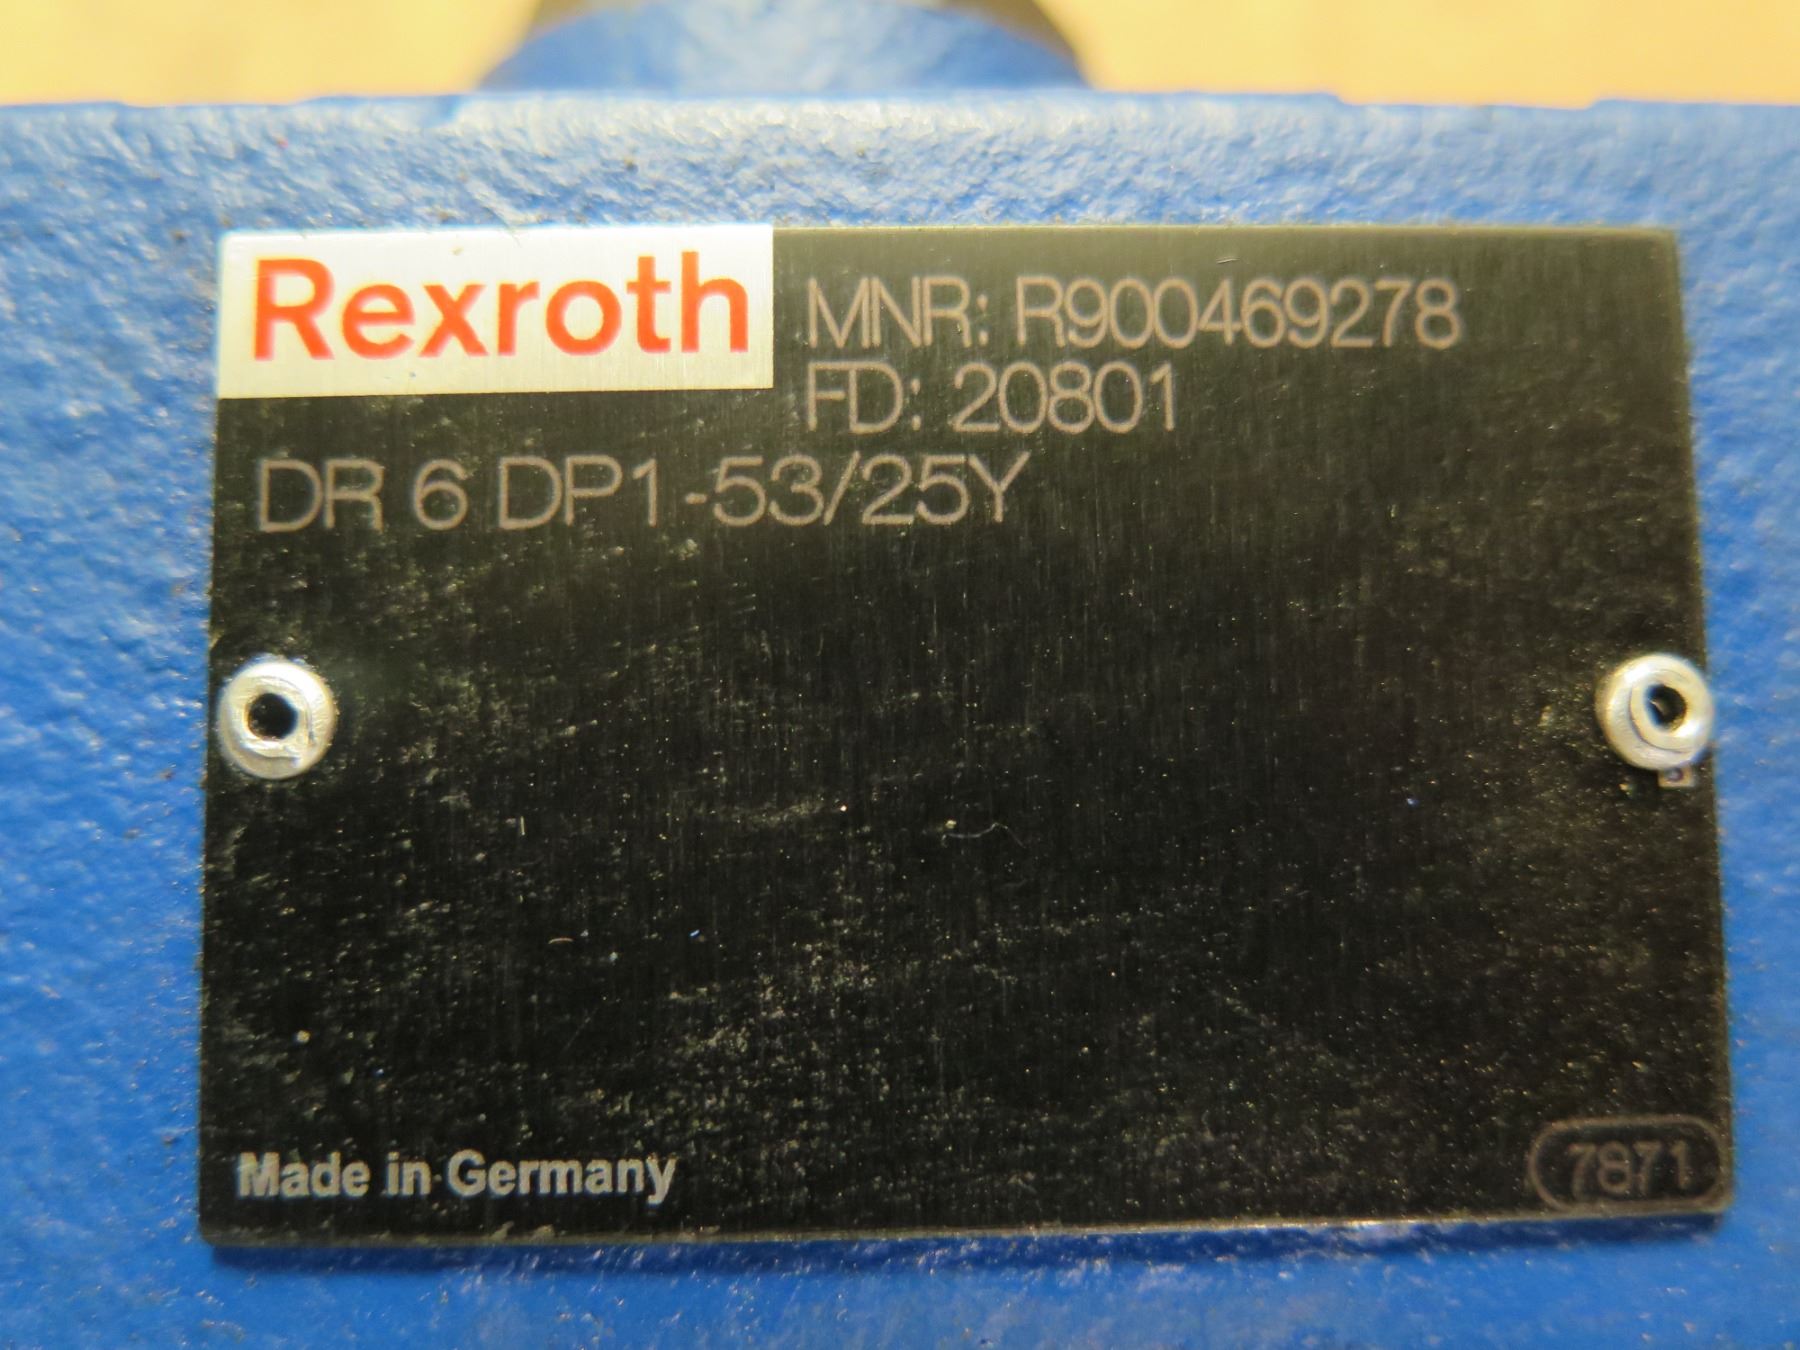 Rexroth
MNR: R900469278
FD: 20801
DR 6 DP1-53/25Y
Made in Germany
7871